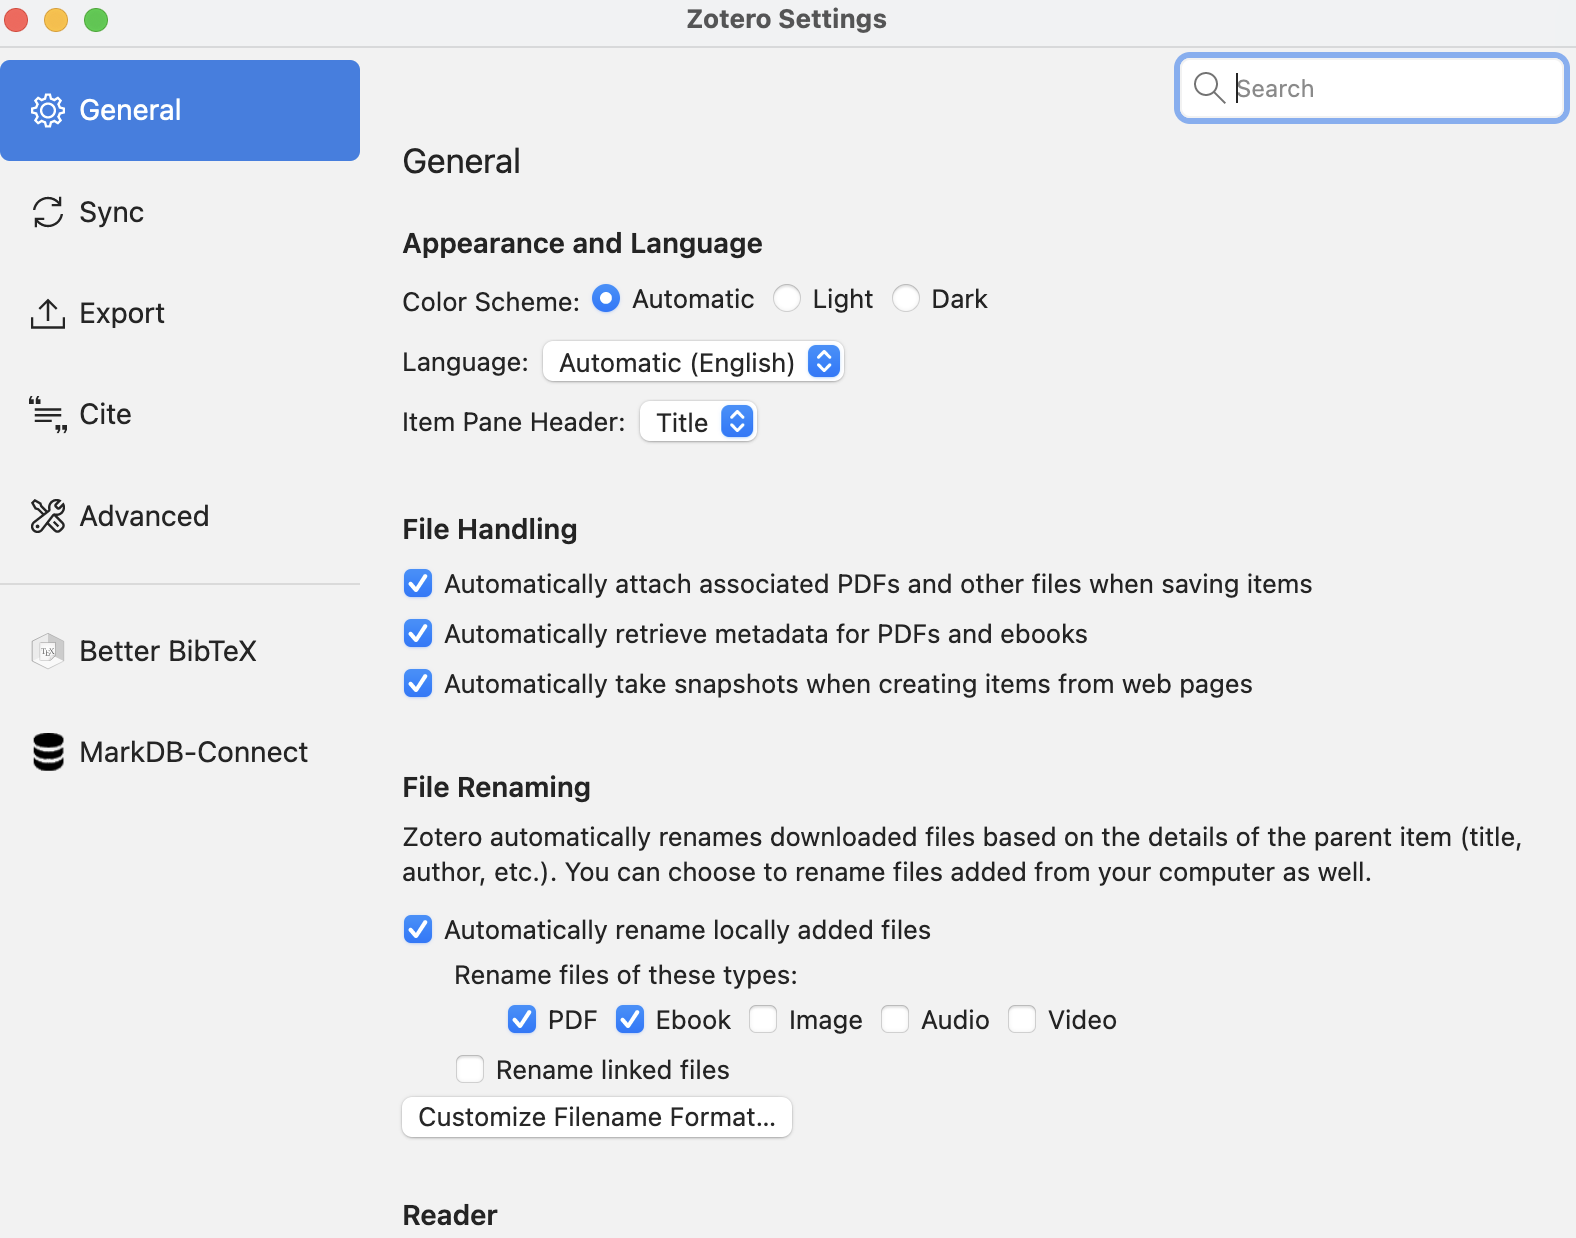 Zotero Settings
General
Sync
Export
Cite
Advanced
Better BibTeX
MarkDB-Connect
Search
General
Appearance and Language
Color Scheme: Automatic Light Dark
Language: Automatic (English)
Item Pane Header: Title
File Handling
Automatically attach associated PDFs and other files when saving items
Automatically retrieve metadata for PDFs and ebooks
Automatically take snapshots when creating items from web pages
File Renaming
Zotero automatically renames downloaded files based on the details of the parent item (title,
author, etc.). You can choose to rename files added from your computer as well.
Automatically rename locally added files
Rename files of these types:
PDF Ebook Image Audio Video
Rename linked files
Customize Filename Format...
Reader